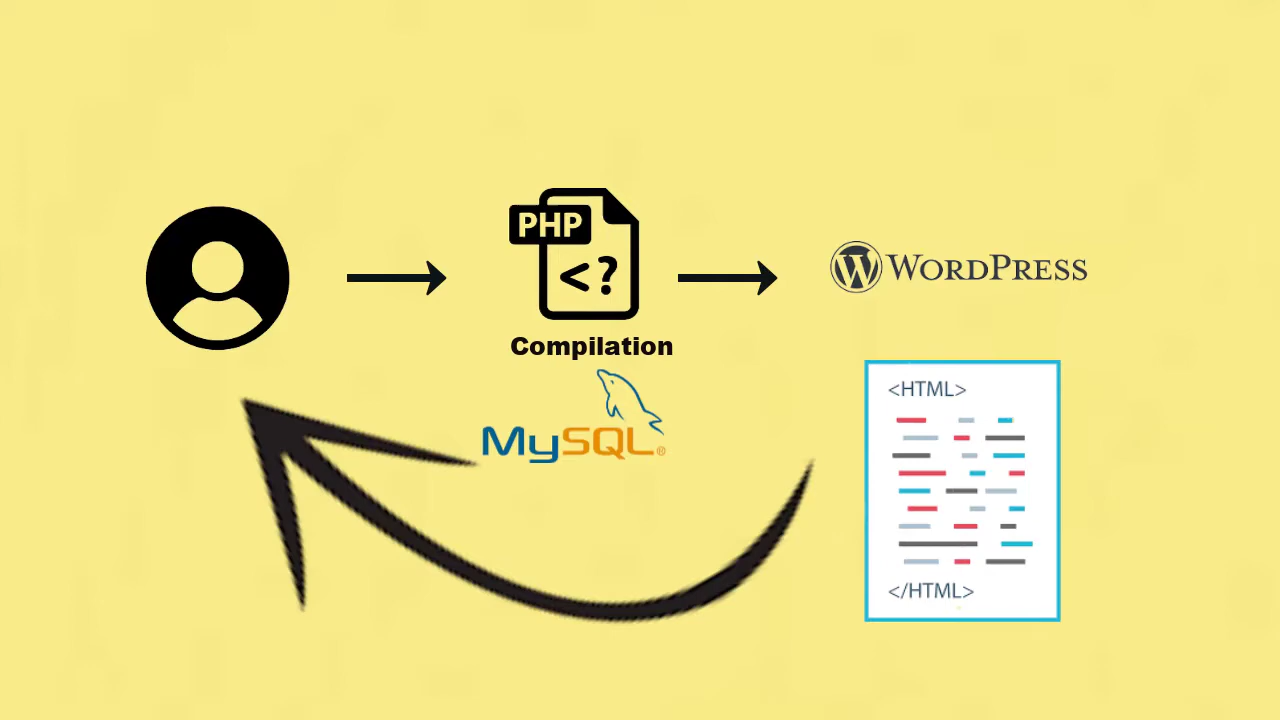 PHP
<?
Compilation
MySQL®
WORDPRESS
<HTML>
</HTML>